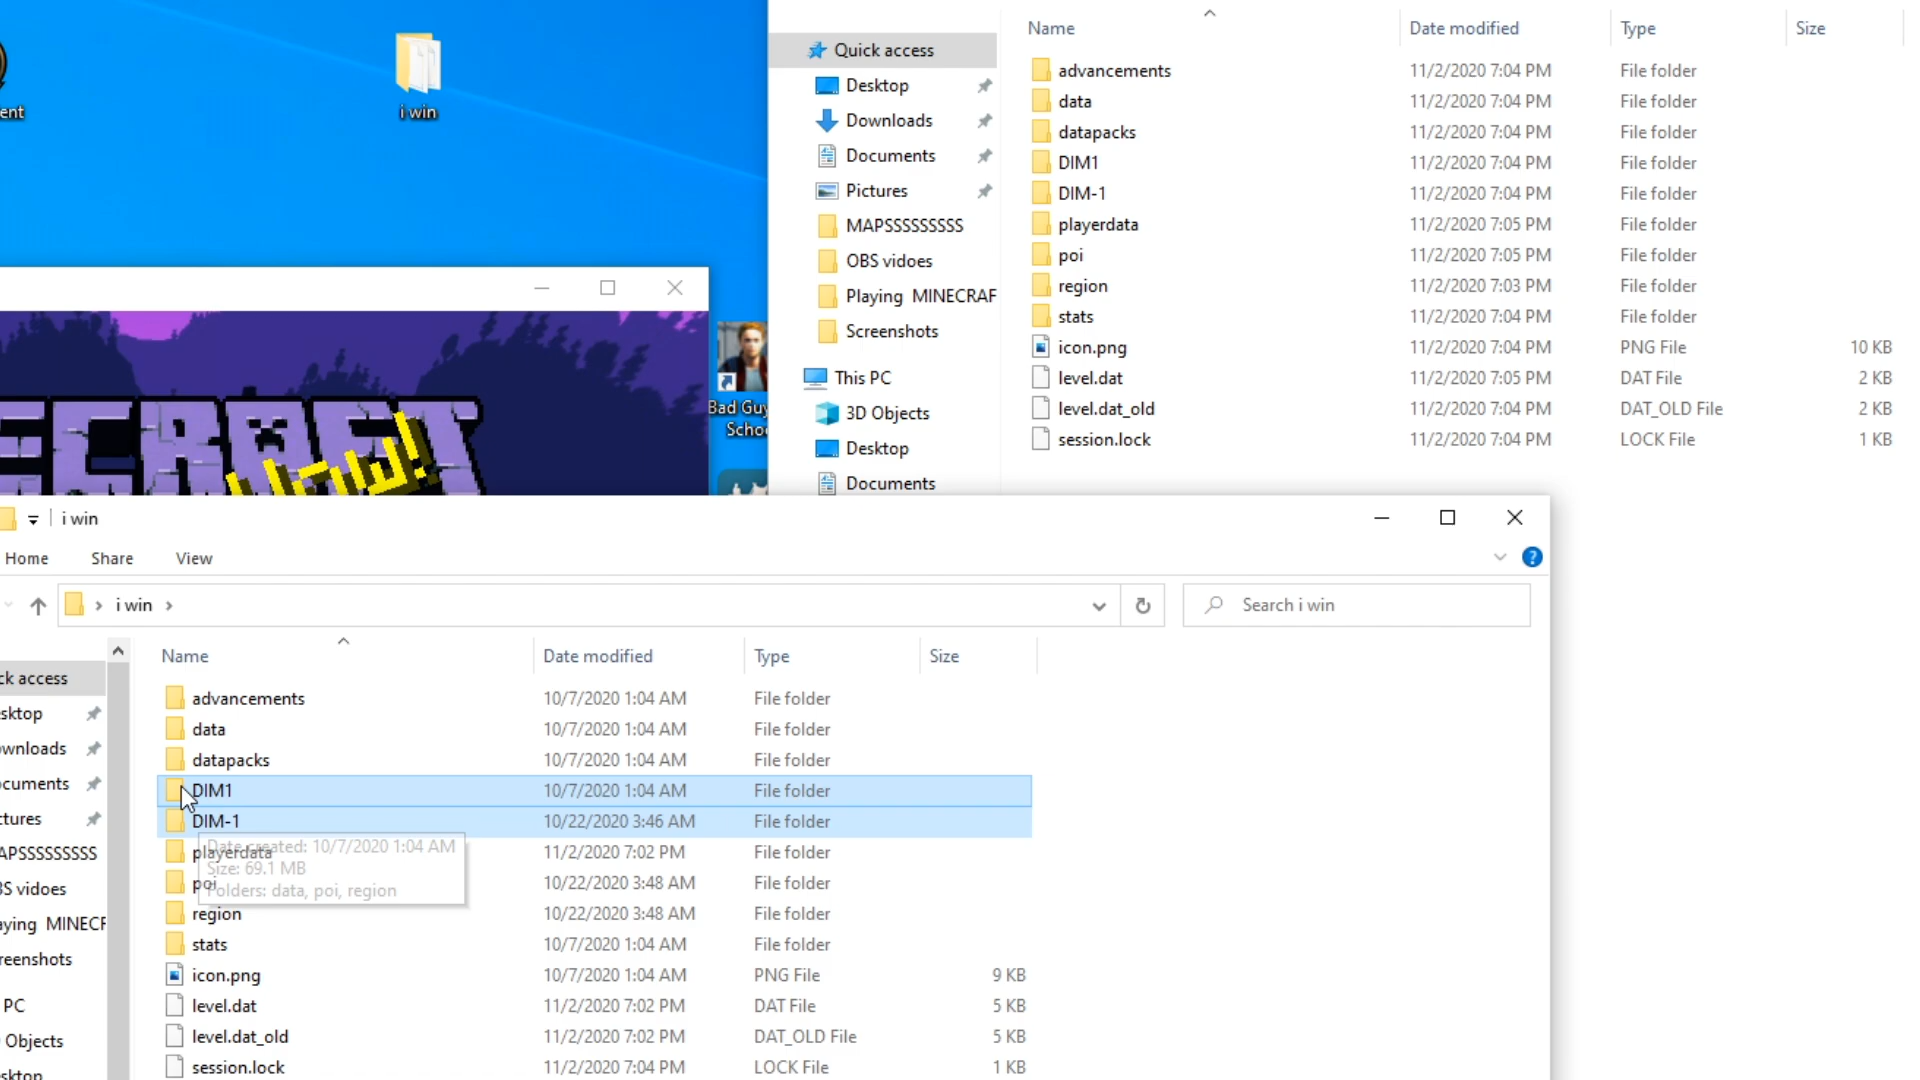 ent
i win
Bad Guy
Schoo
Name Date modified Type Size
Quick access
Desktop
Downloads
Documents
Pictures
MAPSSSSSSSSS
OBS vidoes
Playing MINECRAF
Screenshots
This PC
3D Objects
Desktop
Documents
advancements 11/2/2020 7:04 PM File folder
data 11/2/2020 7:04 PM File folder
datapacks 11/2/2020 7:04 PM File folder
DIM1 11/2/2020 7:04 PM File folder
DIM-1 11/2/2020 7:04 PM File folder
playerdata 11/2/2020 7:05 PM File folder
poi 11/2/2020 7:05 PM File folder
region 11/2/2020 7:03 PM File folder
stats 11/2/2020 7:04 PM File folder
icon.png 11/2/2020 7:04 PM PNG File 10 KB
level.dat 11/2/2020 7:05 PM DAT File 2 KB
level.dat_old 11/2/2020 7:04 PM DAT_OLD File 2 KB
session.lock 11/2/2020 7:04 PM LOCK File 1 KB
ECRAFT
i win
Home Share View
i win
Search i win
ck access
sktop
wnloads
cuments
tures
APSSSSSSSSS
S vidoes
aying MINECF
reenshots
PC
Objects
sktop
Name Date modified Type Size
advancements 10/7/2020 1:04 AM File folder
data 10/7/2020 1:04 AM File folder
datapacks 10/7/2020 1:04 AM File folder
DIM1 10/7/2020 1:04 AM File folder
DIM-1 10/22/2020 3:46 AM File folder
playerdata 11/2/2020 7:02 PM File folder
poi 10/22/2020 3:48 AM File folder
region 10/22/2020 3:48 AM File folder
stats 10/7/2020 1:04 AM File folder
icon.png 10/7/2020 1:04 AM PNG File 9 KB
level.dat 11/2/2020 7:02 PM DAT File 5 KB
level.dat_old 11/2/2020 7:02 PM DAT_OLD File 5 KB
session.lock 11/2/2020 7:04 PM LOCK File 1 KB
Date created: 10/7/2020 1:04 AM
Size: 69.1 MB
Folders: data, poi, region